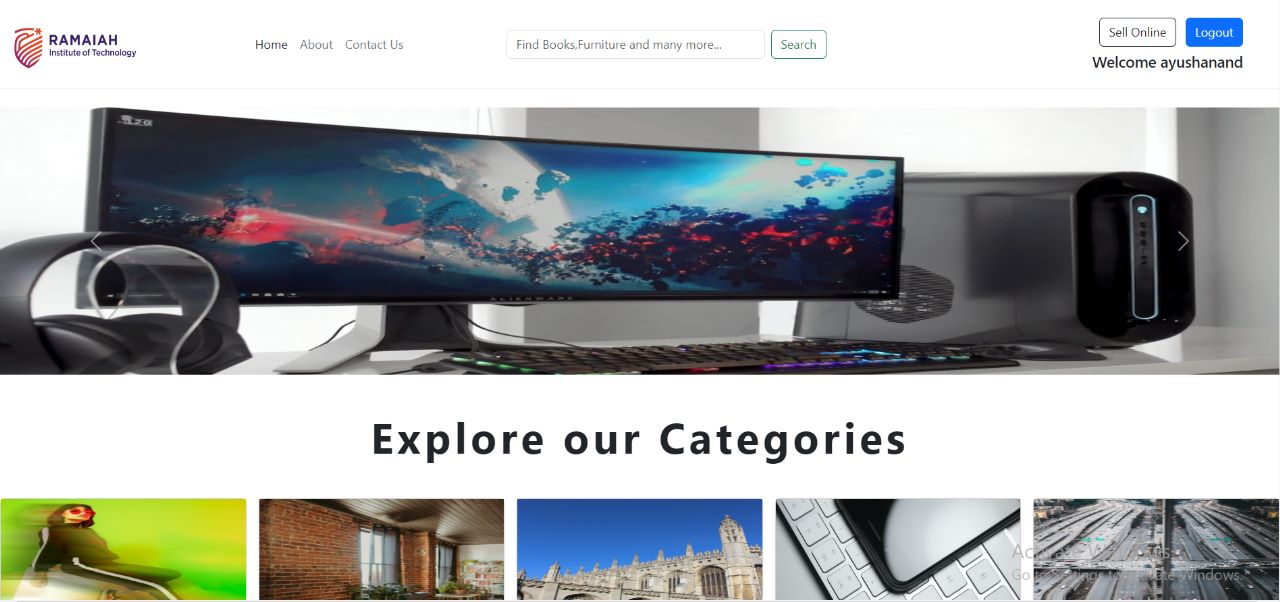 RAMAIAH
Institute of Technology
Home About Contact Us
Find Books,Furniture and many more...
Search
Sell Online
Logout
Welcome ayushanand
ALIENWARE
Explore our Categories
Activate Windows
Go to Settings to activate Windows.